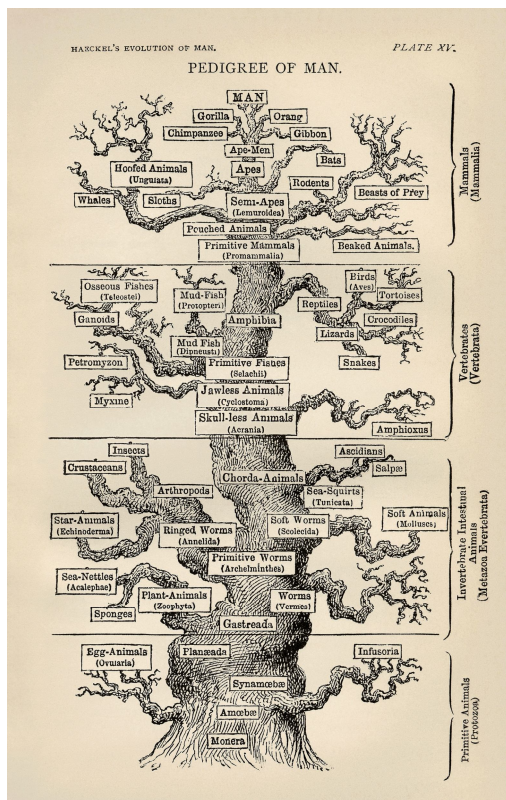 HAECKEL'S EVOLUTION OF MAN.
PLATE XV.
PEDIGREE OF MAN.
MAN
Gorilla
Orang
Chimpanzee
Gibbon
Ape-Men
Bats
Apes
Hoofed Animals
(Ungulata)
Rodents
Beasts of Prey
Whales
Sloths
Semi-Apes
(Lemuroidea)
Pouched Animals
Primitive Mammals
(Promammalia)
Beaked Animals.
Mammals
(Mammalia)
Osseous Fishes
(Teleostei)
Mud-Fish
(Protopteri)
Birds
(Aves)
Tortoises
Reptiles
Ganoids
Amphibia
Crocodiles
Lizards
Mud Fish
(Dipneusti)
Petromyzon
Primitive Fishes
(Selachii)
Snakes
Jawless Animals
(Cyclostoma)
Myxine
Skull-less Animals
(Acrania)
Amphioxus
Vertebrates
(Vertebrata)
Insects
Ascidians
Crustaceans
Salpæ
Chorda-Animals
Arthropods
Sea-Squirts
(Tunicata)
Star-Animals
(Echinoderma)
Ringed Worms
(Annelida)
Soft Worms
(Scolecida)
Soft Animals
(Molluscs)
Primitive Worms
(Archelminthes)
Sea-Nettles
(Acalephae)
Plant-Animals
(Zoophyta)
Worms
(Vermes)
Sponges
Gastreada
Invertebrate Intestinal
Animals
(Metazoa Evertebrata)
Egg-Animals
(Ovularia)
Planæada
Infusoria
Synamœbæ
Amœbæ
Monera
Primitive Animals
(Protozoa)